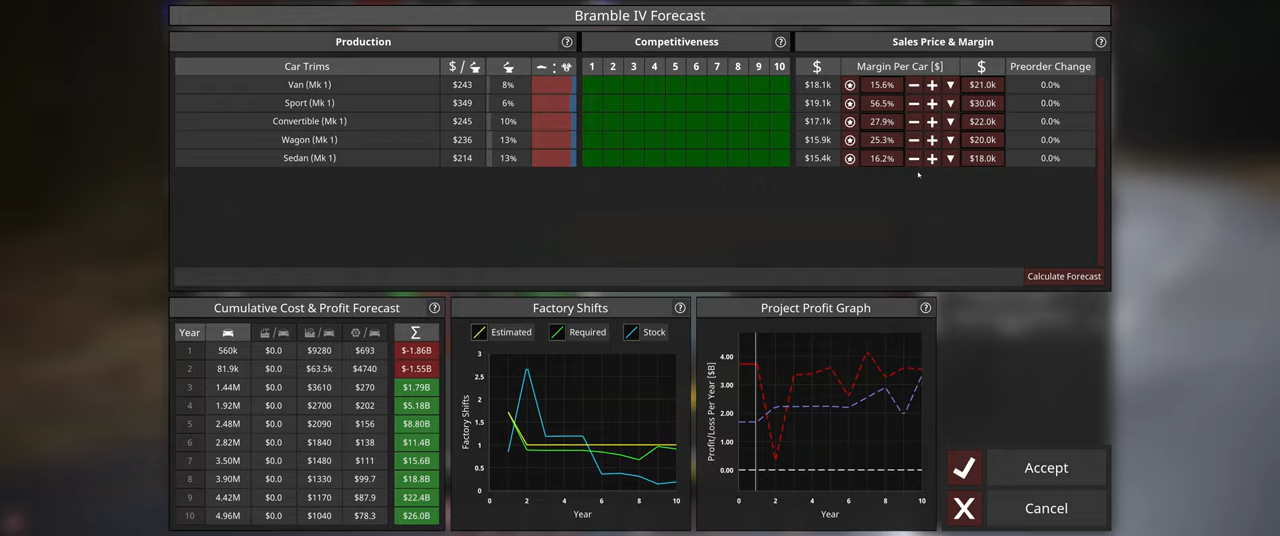 Bramble IV Forecast
Production
Competitiveness
Sales Price & Margin
Car Trims $ / 1 2 3 4 5 6 7 8 9 10 $ Margin Per Car [$] $ Preorder Change
Van (Mk 1) $243 8% $18.1k 15.6% $21.0k 0.0%
Sport (Mk 1) $349 6% $19.1k 56.5% $30.0k 0.0%
Convertible (Mk 1) $245 10% $17.1k 27.9% $22.0k 0.0%
Wagon (Mk 1) $236 13% $15.9k 25.3% $20.0k 0.0%
Sedan (Mk 1) $214 13% $15.4k 16.2% $18.0k 0.0%
Calculate Forecast
Cumulative Cost & Profit Forecast
Year Σ
1 560k $0.0 $9280 $693 $-1.86B
2 81.9k $0.0 $63.5k $4740 $-1.55B
3 1.44M $0.0 $3610 $270 $1.79B
4 1.92M $0.0 $2700 $202 $5.18B
5 2.48M $0.0 $2090 $156 $8.80B
6 2.82M $0.0 $1840 $138 $11.4B
7 3.50M $0.0 $1480 $111 $15.6B
8 3.90M $0.0 $1330 $99.7 $18.8B
9 4.42M $0.0 $1170 $87.9 $22.4B
10 4.96M $0.0 $1040 $78.3 $26.0B
Factory Shifts
Estimated Required Stock
Factory Shifts
3
2.5
2
1.5
1
0.5
0
0 2 4 6 8 10
Year
Project Profit Graph
Profit/Loss Per Year [$B]
4.00
3.00
2.00
1.00
0.00
0 2 4 6 8 10
Year
Accept
Cancel